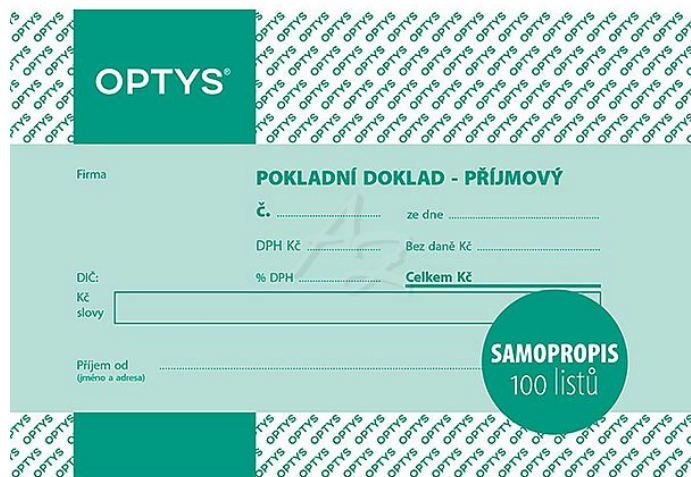 OPTYS®
Firma
POKLADNÍ DOKLAD - PŘÍJMOVÝ
č. ze dne
DPH Kč Bez daně Kč
DIČ: % DPH Celkem Kč
Kč
slovy
SAMOPROPIS
100 listů
Příjem od
(jméno a adresa)